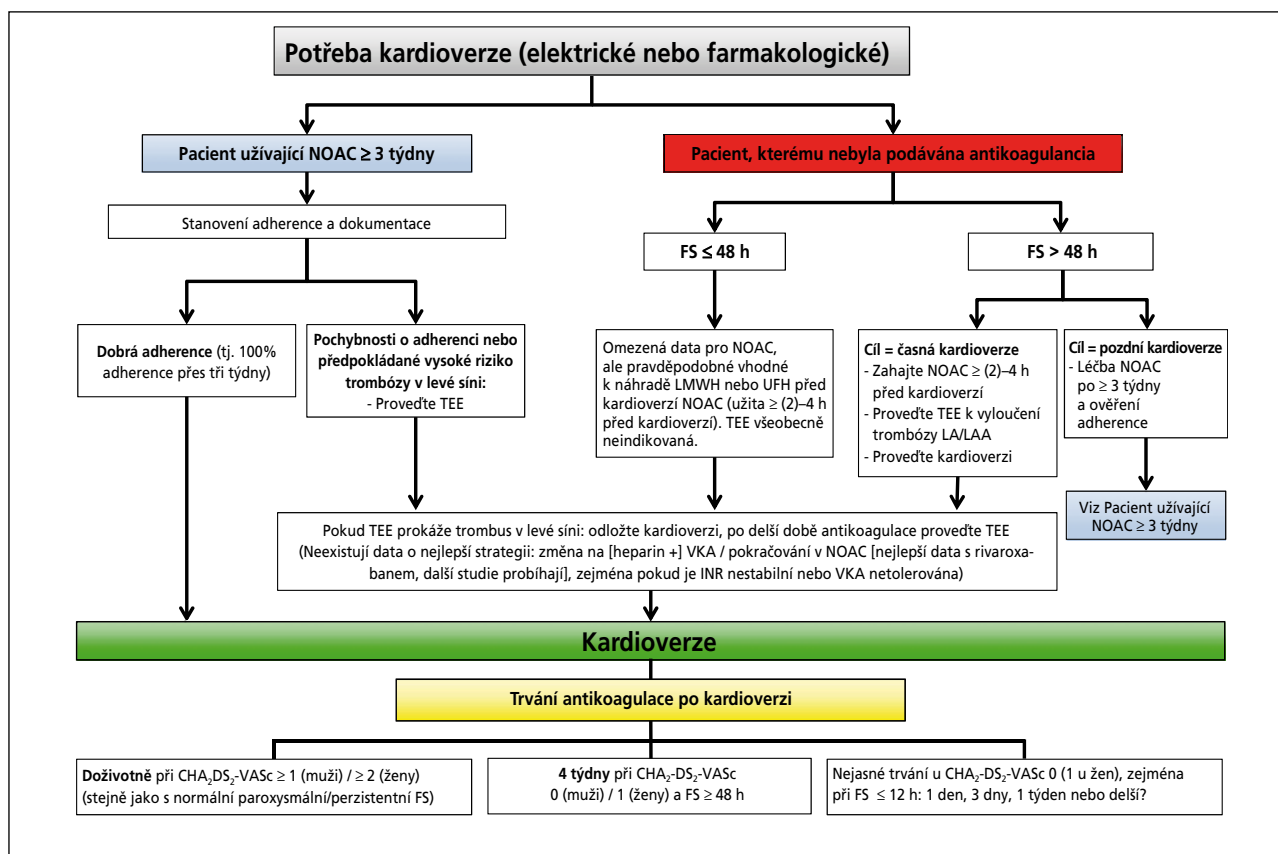 Potřeba kardioverze (elektrické nebo farmakologické)
Pacient užívající NOAC ≥ 3 týdny
Pacient, kterému nebyla podávána antikoagulancia
Stanovení adherence a dokumentace
FS ≤ 48 h
FS > 48 h
Dobrá adherence (tj. 100%
adherence přes tři týdny)
Pochybnosti o adherenci nebo
předpokládané vysoké riziko
trombózy v levé síni:
- Proveďte TEE
Omezená data pro NOAC,
ale pravděpodobné vhodné
k náhradě LMWH nebo UFH před
kardioverzí NOAC (užita ≥ (2)–4 h
před kardioverzí). TEE všeobecně
neindikovaná.
Cíl = časná kardioverze
- Zahajte NOAC ≥ (2)–4 h
před kardioverzí
- Proveďte TEE k vyloučení
trombózy LA/LAA
- Proveďte kardioverzi
Cíl = pozdní kardioverze
- Léčba NOAC
po ≥ 3 týdny
a ověření
adherence
Viz Pacient užívající
NOAC ≥ 3 týdny
Pokud TEE prokáže trombus v levé síni: odložte kardioverzi, po delší době antikoagulace proveďte TEE
(Neexistují data o nejlepší strategii: změna na [heparin +] VKA / pokračování v NOAC [nejlepší data s rivaroxa-
banem, další studie probíhají], zejména pokud je INR nestabilní nebo VKA netolerována)
Kardioverze
Trvání antikoagulace po kardioverzi
Doživotně při CHA₂DS₂-VASc ≥ 1 (muži) / ≥ 2 (ženy)
(stejně jako s normální paroxysmální/perzistentní FS)
4 týdny při CHA₂-DS₂-VASc
0 (muži) / 1 (ženy) a FS ≥ 48 h
Nejasné trvání u CHA₂-DS₂-VASc 0 (1 u žen), zejména
při FS ≤ 12 h: 1 den, 3 dny, 1 týden nebo delší?